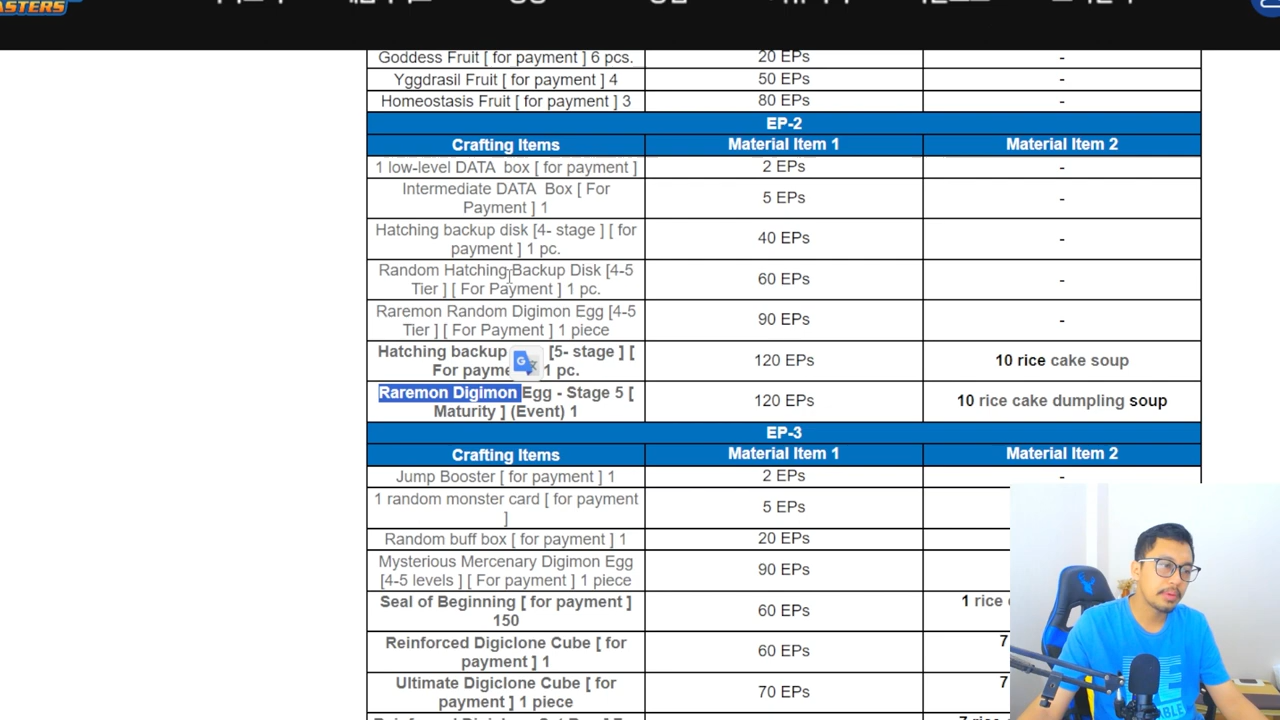 Goddess Fruit [ for payment ] 6 pcs. 20 EPs -
Yggdrasil Fruit [ for payment ] 4 50 EPs -
Homeostasis Fruit [ for payment ] 3 80 EPs -
EP-2
Crafting Items Material Item 1 Material Item 2
1 low-level DATA box [ for payment ] 2 EPs -
Intermediate DATA Box [ For
Payment ] 1 5 EPs -
Hatching backup disk [4- stage ] [ for
payment ] 1 pc. 40 EPs -
Random Hatching Backup Disk [4-5
Tier ] [ For Payment ] 1 pc. 60 EPs -
Raremon Random Digimon Egg [4-5
Tier ] [ For Payment ] 1 piece 90 EPs -
Hatching backup [5- stage ] [
For payme 1 pc. 120 EPs 10 rice cake soup
Raremon Digimon Egg - Stage 5 [
Maturity ] (Event) 1 120 EPs 10 rice cake dumpling soup
EP-3
Crafting Items Material Item 1 Material Item 2
Jump Booster [ for payment ] 1 2 EPs -
1 random monster card [ for payment
] 5 EPs
Random buff box [ for payment ] 1 20 EPs
Mysterious Mercenary Digimon Egg
[4-5 levels ] [ For payment ] 1 piece 90 EPs
Seal of Beginning [ for payment ]
150 60 EPs 1 rice
Reinforced Digiclone Cube [ for
payment ] 1 60 EPs 7
Ultimate Digiclone Cube [ for
payment ] 1 piece 70 EPs 7